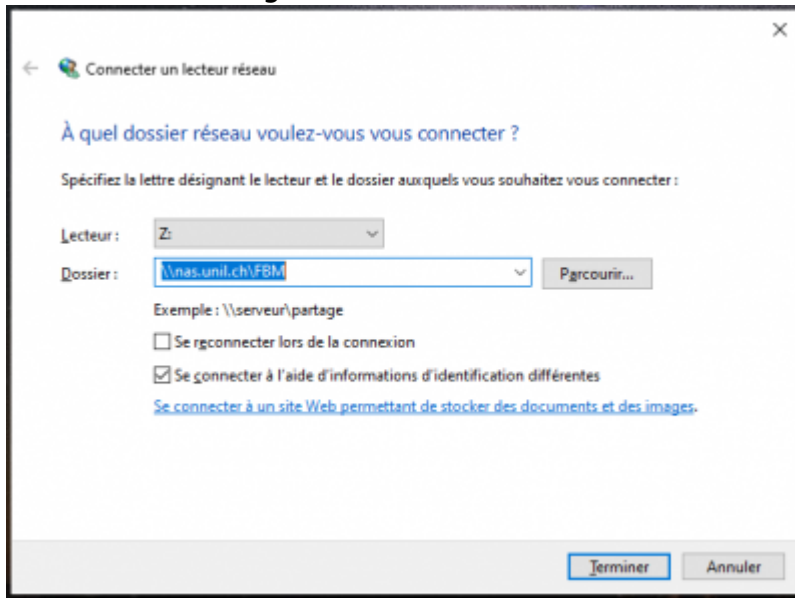 Connecter un lecteur réseau
À quel dossier réseau voulez-vous vous connecter ?
Spécifiez la lettre désignant le lecteur et le dossier auxquels vous souhaitez vous connecter :
Lecteur : Z:
Dossier : \\nas.unil.ch\FBM Parcourir...
Exemple : \\serveur\partage
Se reconnecter lors de la connexion
Se connecter à l'aide d'informations d'identification différentes
Se connecter à un site Web permettant de stocker des documents et des images.
Terminer Annuler